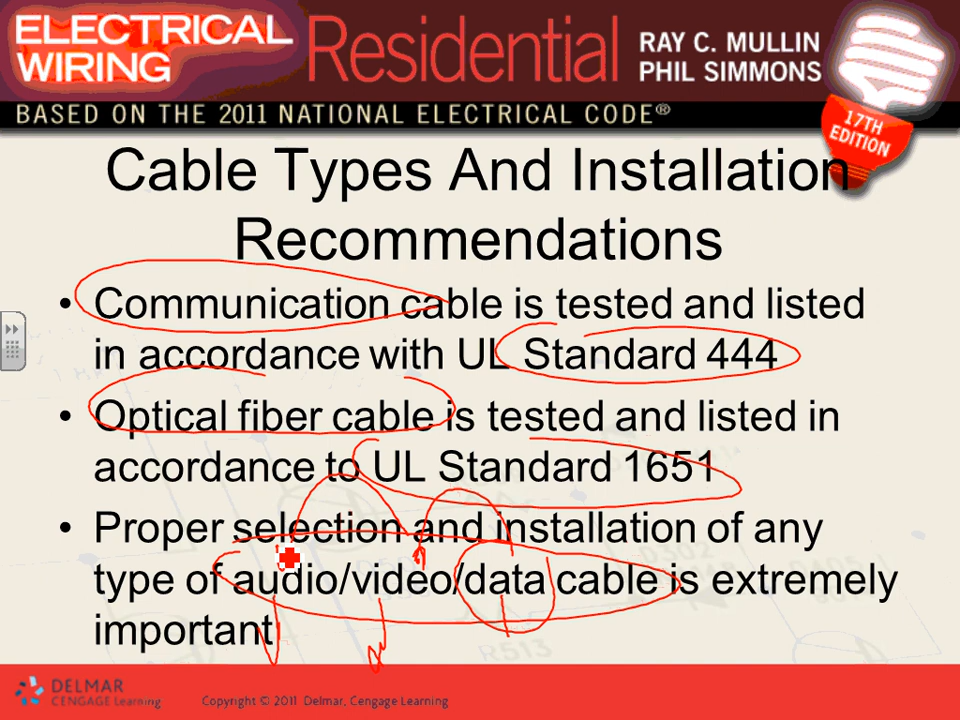 ELECTRICAL
WIRING
Residential
RAY C. MULLIN
PHIL SIMMONS
BASED ON THE 2011 NATIONAL ELECTRICAL CODE®
17TH
EDITION
Cable Types And Installation
Recommendations
• Communication cable is tested and listed
in accordance with UL Standard 444
• Optical fiber cable is tested and listed in
accordance to UL Standard 1651
• Proper selection and installation of any
type of audio/video/data cable is extremely
important
R513
DELMAR
CENGAGE Learning
Copyright © 2011 Delmar, Cengage Learning